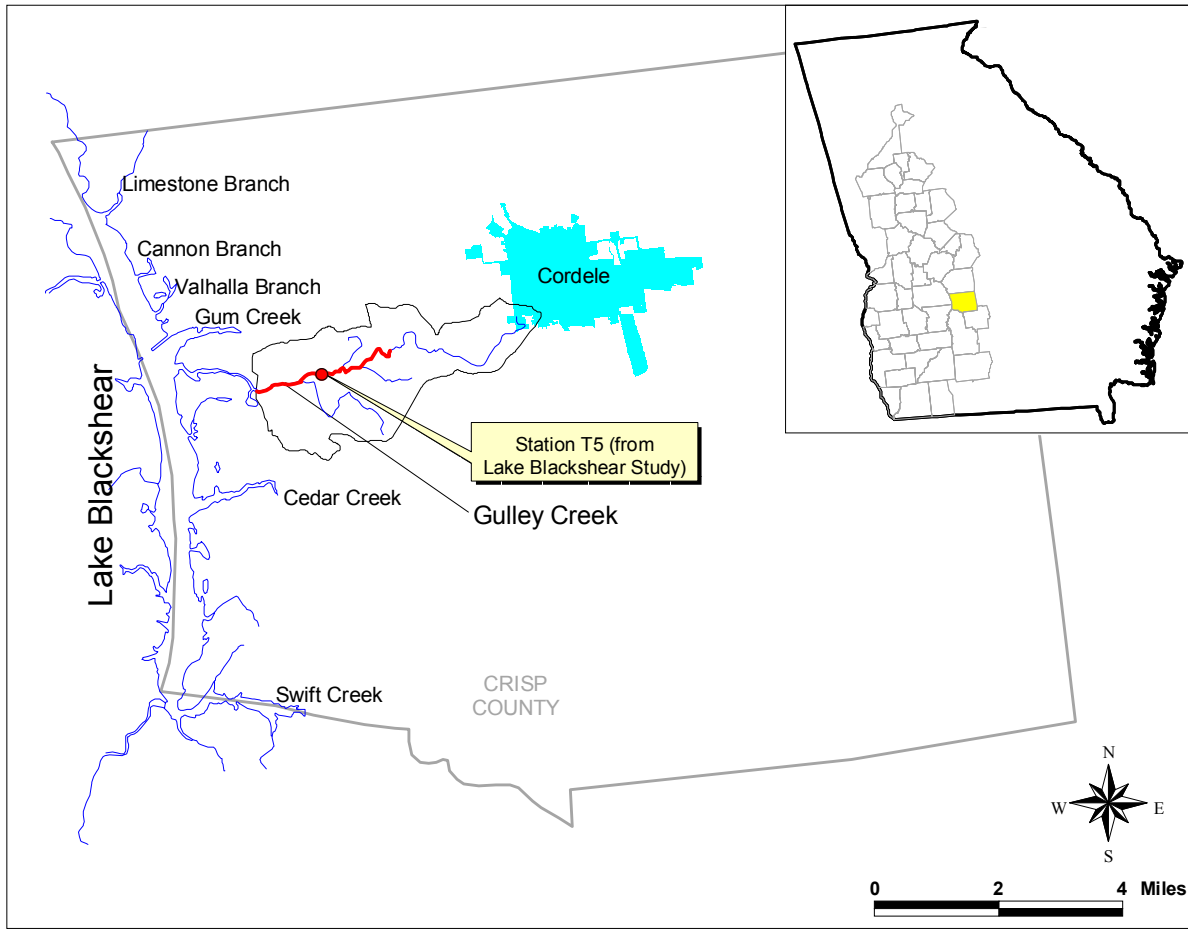 Limestone Branch
Cannon Branch
Valhalla Branch
Gum Creek
Cordele
Lake Blackshear
Station T5 (from
Lake Blackshear Study)
Cedar Creek
Gulley Creek
Swift Creek
CRISP
COUNTY
N
W
E
S
0 2 4 Miles